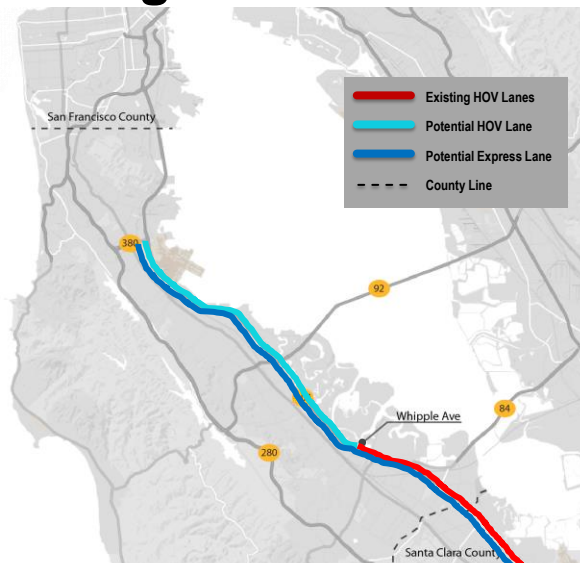 Existing HOV Lanes
Potential HOV Lane
Potential Express Lane
County Line
San Francisco County
380
92
Whipple Ave
84
280
Santa Clara County